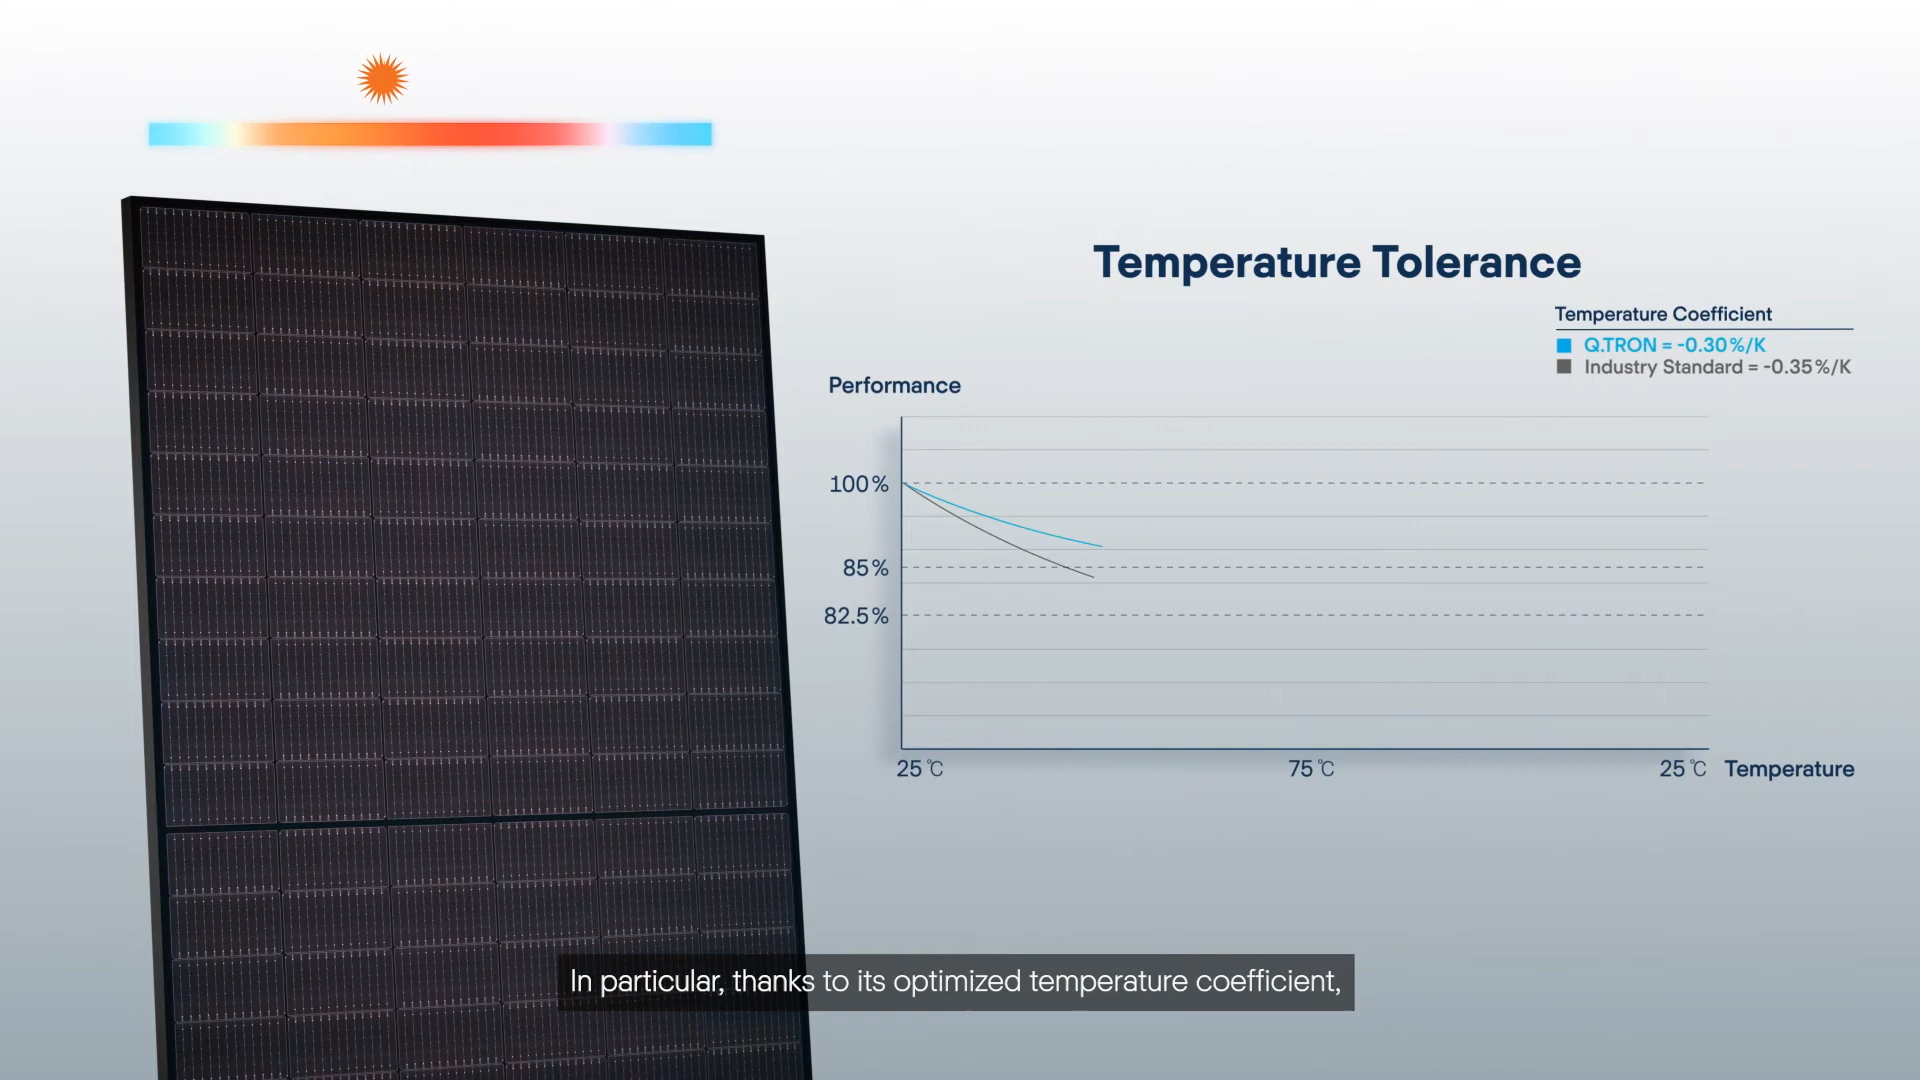 Temperature Tolerance
Temperature Coefficient
Q.TRON = -0.30%/K
Industry Standard = -0.35%/K
Performance
100%
85%
82.5%
25℃
75℃
25℃
Temperature
In particular, thanks to its optimized temperature coefficient,